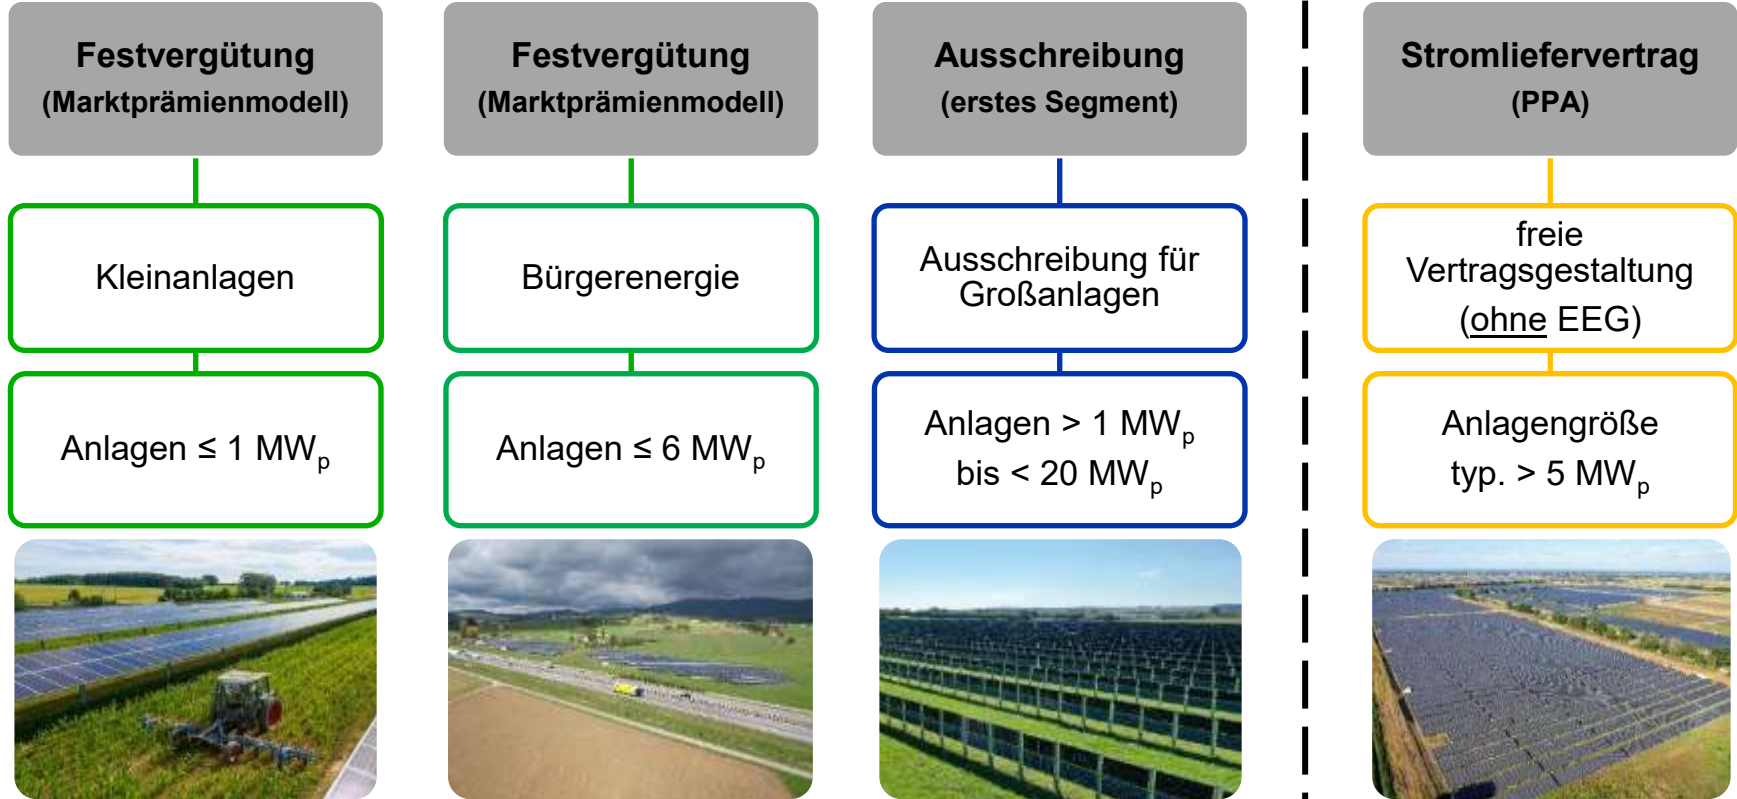 Festvergütung
(Marktprämienmodell)
Kleinanlagen
Anlagen ≤ 1 MWp
Festvergütung
(Marktprämienmodell)
Bürgerenergie
Anlagen ≤ 6 MWp
Ausschreibung
(erstes Segment)
Ausschreibung für
Großanlagen
Anlagen > 1 MWp
bis < 20 MWp
Stromliefervertrag
(PPA)
freie
Vertragsgestaltung
(ohne EEG)
Anlagengröße
typ. > 5 MWp